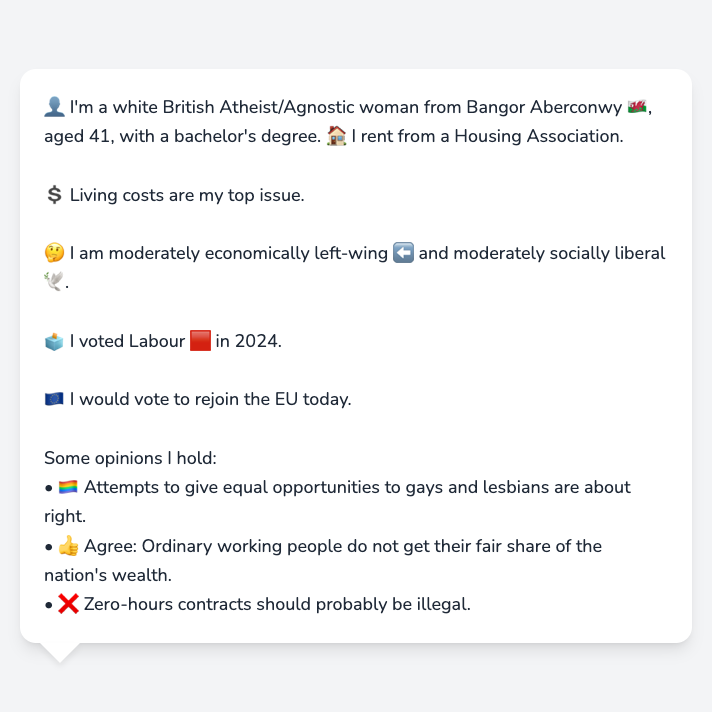 👤 I'm a white British Atheist/Agnostic woman from Bangor Aberconwy 🏴󠁧󠁢󠁷󠁬󠁳󠁿,
aged 41, with a bachelor's degree. 🏠 I rent from a Housing Association.
💲 Living costs are my top issue.
🤔 I am moderately economically left-wing ⬅️ and moderately socially liberal
🕊️.
🗳️ I voted Labour 🟥 in 2024.
🇪🇺 I would vote to rejoin the EU today.
Some opinions I hold:
• 🏳️‍🌈 Attempts to give equal opportunities to gays and lesbians are about
right.
• 👍 Agree: Ordinary working people do not get their fair share of the
nation's wealth.
• ❌ Zero-hours contracts should probably be illegal.